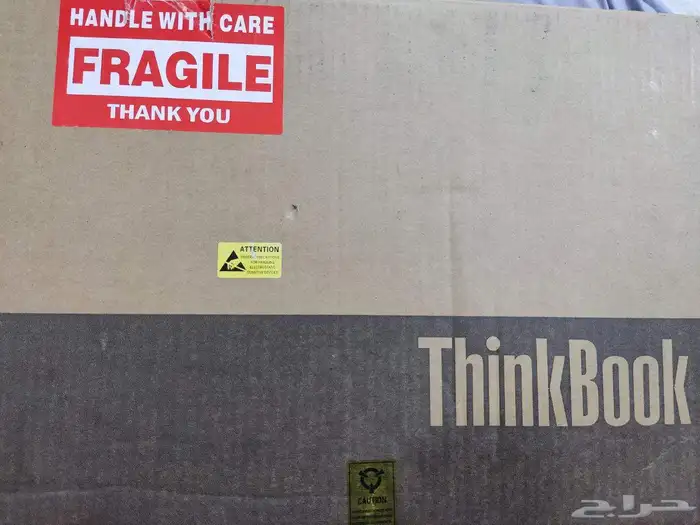 HANDLE WITH CARE
FRAGILE
THANK YOU
ATTENTION
ThinkBook
CAUTION
حراج